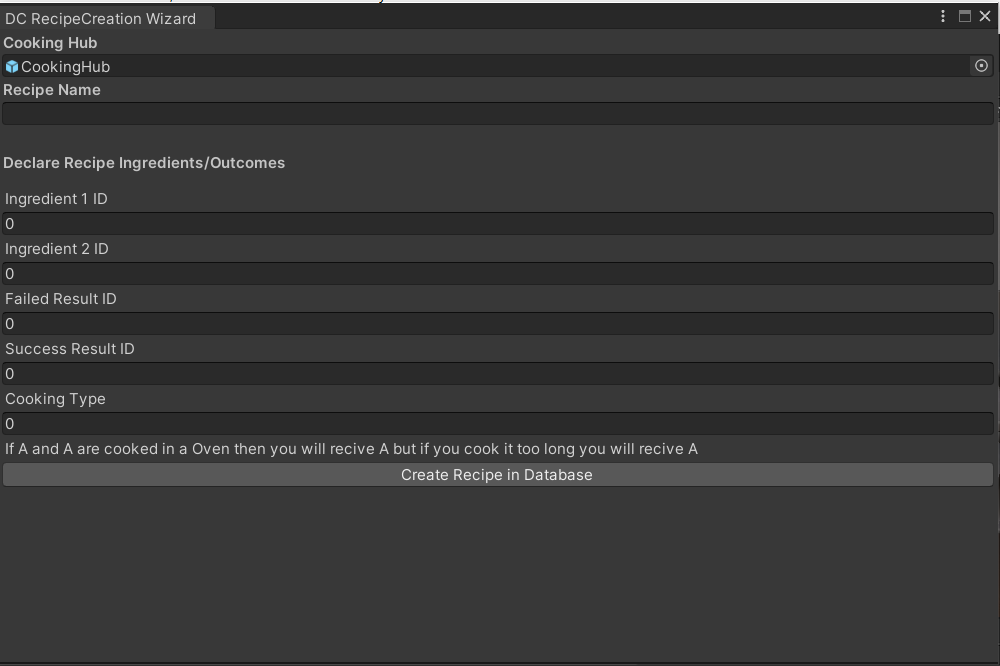 DC RecipeCreation Wizard
Cooking Hub
CookingHub
Recipe Name
Declare Recipe Ingredients/Outcomes
Ingredient 1 ID
0
Ingredient 2 ID
0
Failed Result ID
0
Success Result ID
0
Cooking Type
0
If A and A are cooked in a Oven then you will recive A but if you cook it too long you will recive A
Create Recipe in Database